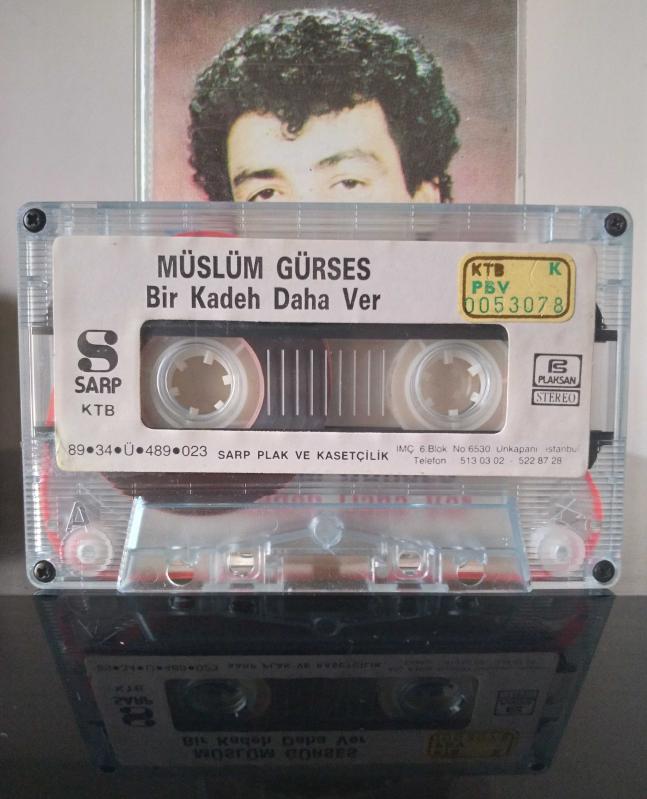 MÜSLÜM GÜRSES
Bir Kadeh Daha Ver
KTB K
PBV
0053078
S
SARP
KTB
PLAKSAN
STEREO
89•34•Ü•489•023 SARP PLAK VE KASETÇİLİK
İMÇ 6.Blok No 6530 Unkapanı İstanbul
Telefon 513 03 02 - 522 87 28
A